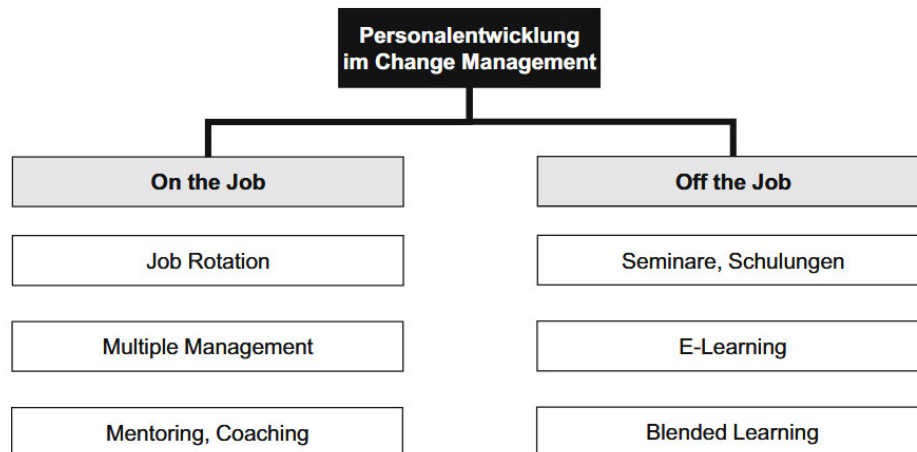 Personalentwicklung
im Change Management
On the Job
Off the Job
Job Rotation
Seminare, Schulungen
Multiple Management
E-Learning
Mentoring, Coaching
Blended Learning